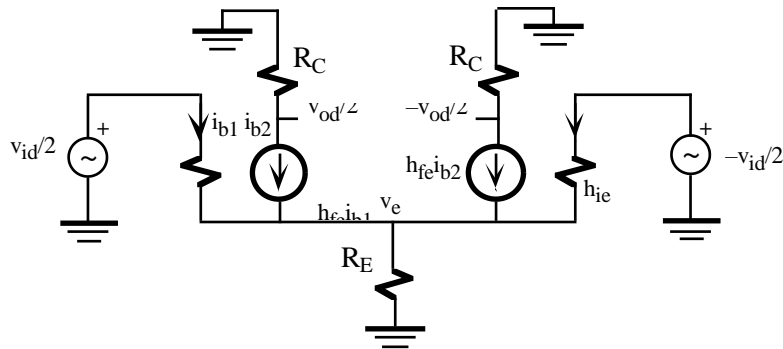 R_C
R_C
v_od/2
−v_od/2
i_b1
i_b2
v_id/2
+
~
h_fe i_b2
h_ie
+
~
−v_id/2
h_fe i_b1
v_e
R_E